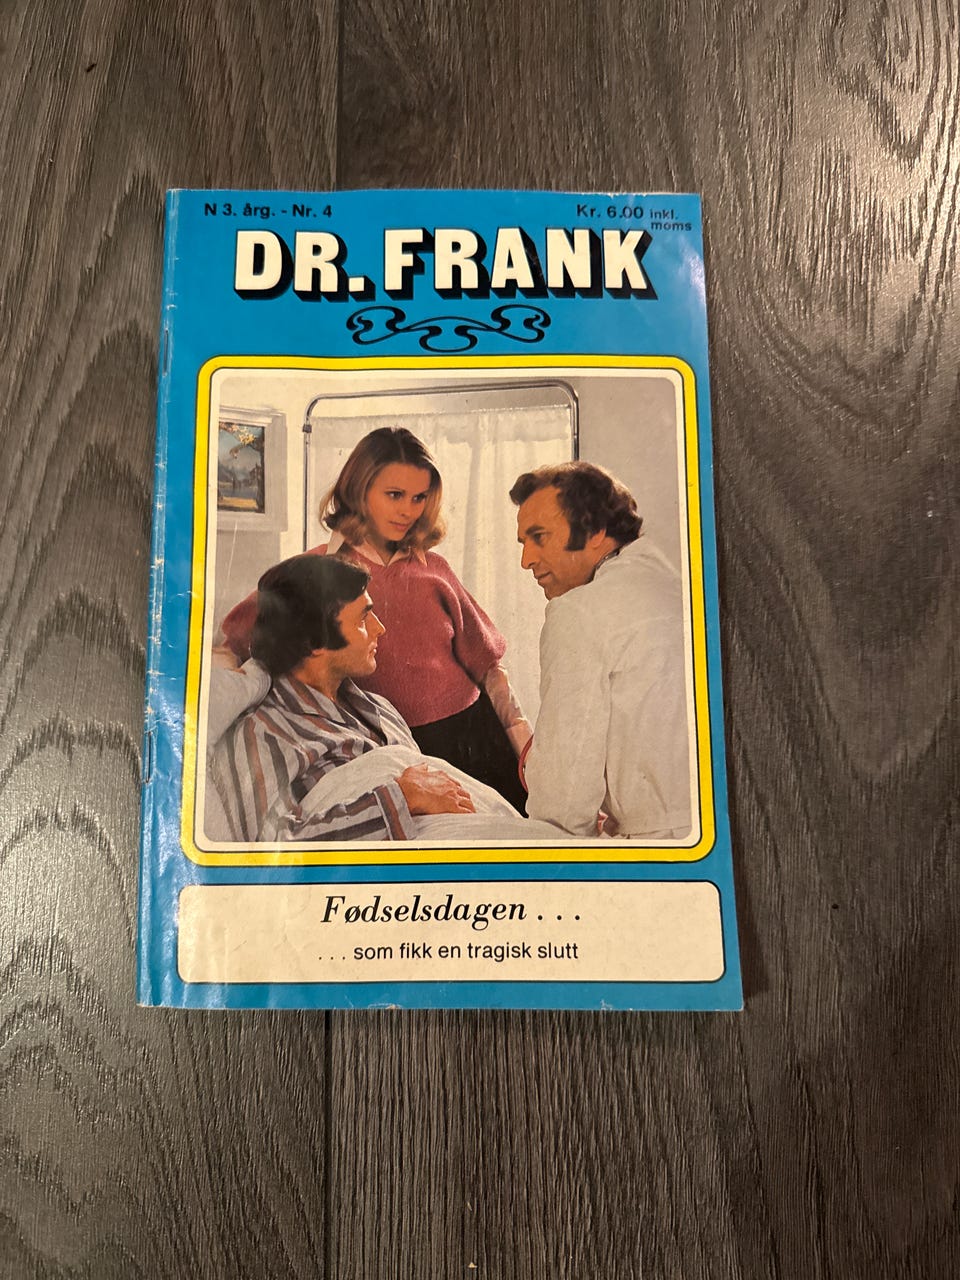 N 3. årg. - Nr. 4
Kr. 6.00 inkl. moms
DR. FRANK
Fødselsdagen . . .
. . . som fikk en tragisk slutt